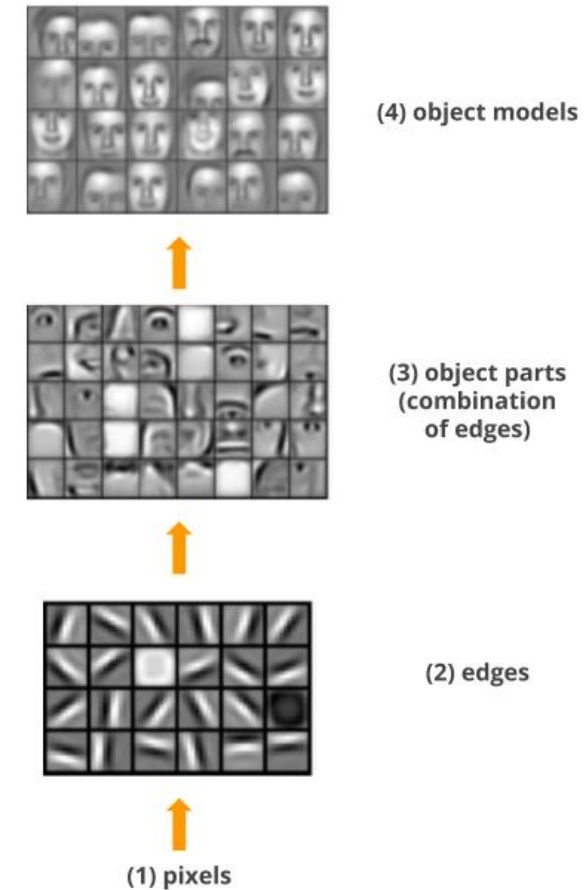 (4) object models
(3) object parts
(combination
of edges)
(2) edges
(1) pixels